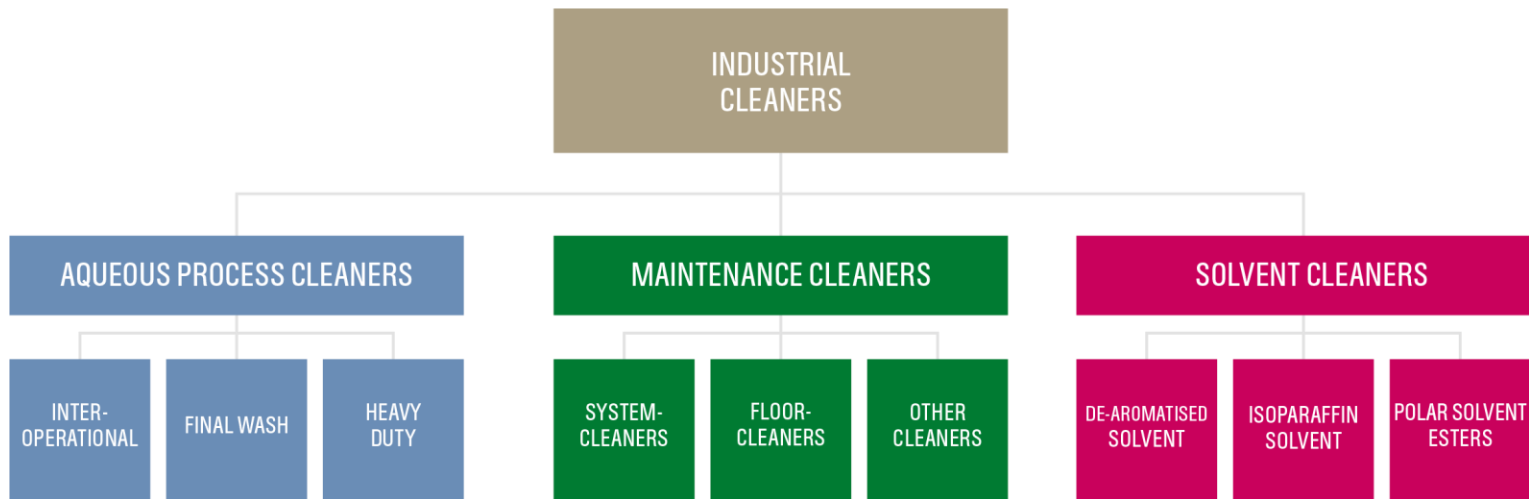 INDUSTRIAL
CLEANERS
AQUEOUS PROCESS CLEANERS
MAINTENANCE CLEANERS
SOLVENT CLEANERS
INTER-
OPERATIONAL
FINAL WASH
HEAVY
DUTY
SYSTEM-
CLEANERS
FLOOR-
CLEANERS
OTHER
CLEANERS
DE-AROMATISED
SOLVENT
ISOPARAFFIN
SOLVENT
POLAR SOLVENT
ESTERS